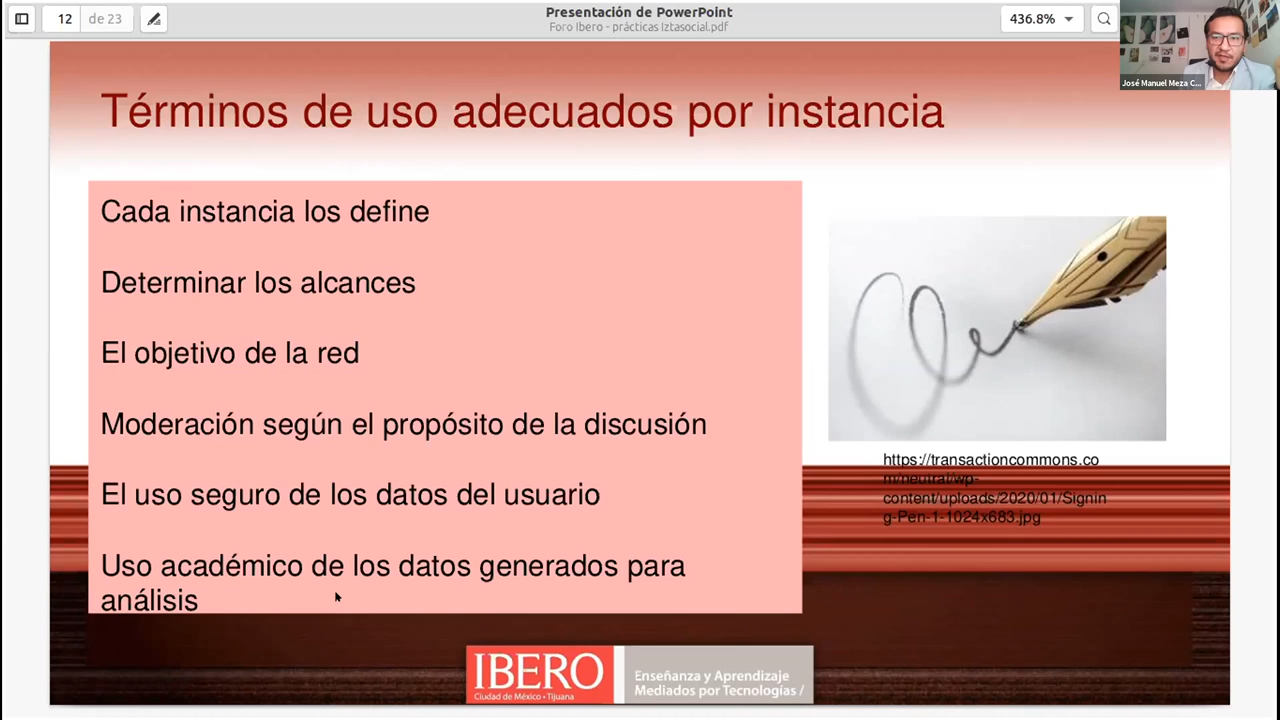 12
de 23
Presentación de PowerPoint
Foro Ibero - prácticas Iztasocial.pdf
436.8%
José Manuel Meza C...
Términos de uso adecuados por instancia
Cada instancia los define
Determinar los alcances
El objetivo de la red
Moderación según el propósito de la discusión
El uso seguro de los datos del usuario
Uso académico de los datos generados para
análisis
https://transactioncommons.co
m/neutral/wp-
content/uploads/2020/01/Signin
g-Pen-1-1024x683.jpg
IBERO
Ciudad de México • Tijuana
Enseñanza y Aprendizaje
Mediados por Tecnologías /